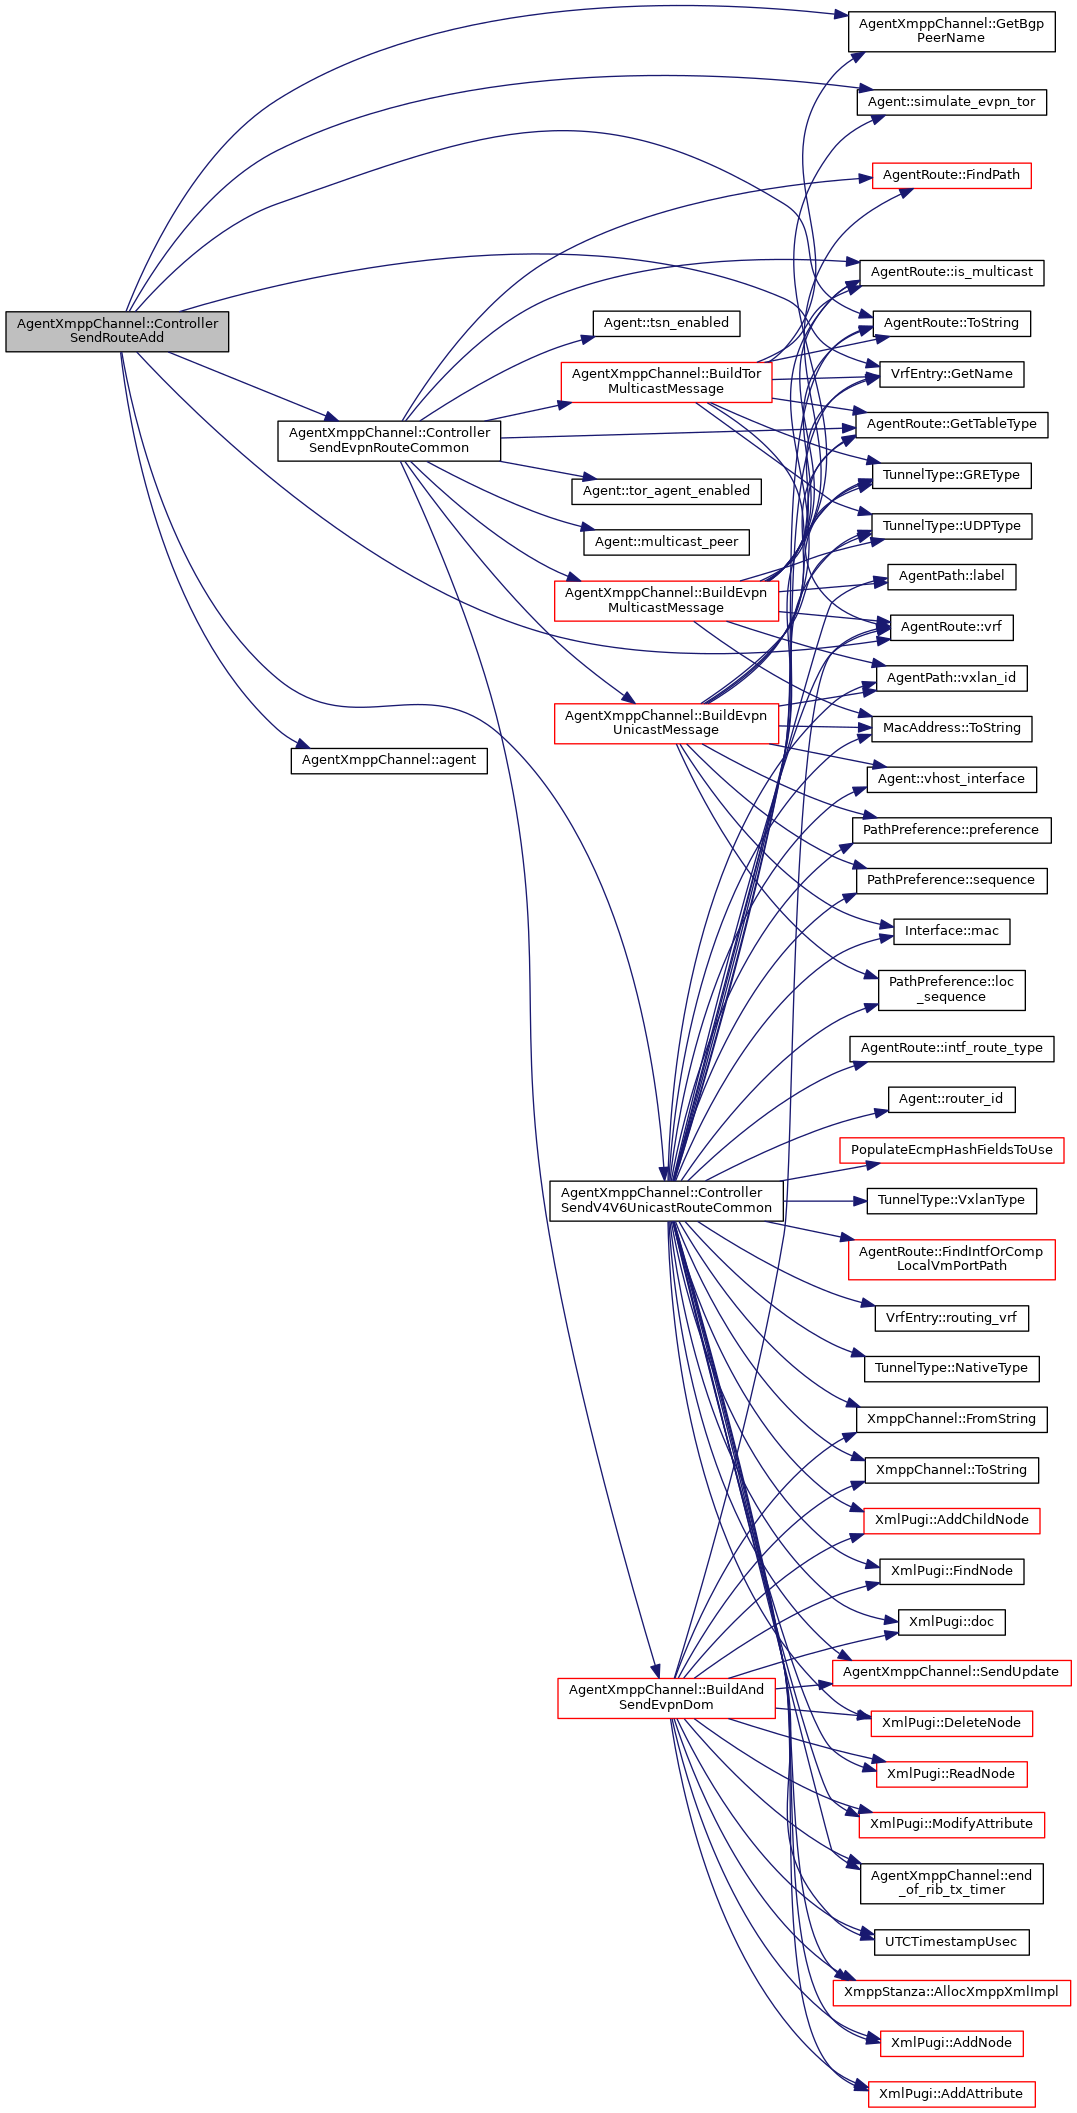 AgentXmppChannel::Controller
SendRouteAdd
AgentXmppChannel::Controller
SendEvpnRouteCommon
AgentXmppChannel::agent
Agent::tsn_enabled
AgentXmppChannel::BuildTor
MulticastMessage
Agent::tor_agent_enabled
Agent::multicast_peer
AgentXmppChannel::BuildEvpn
MulticastMessage
AgentXmppChannel::BuildEvpn
UnicastMessage
AgentXmppChannel::Controller
SendV4V6UnicastRouteCommon
AgentXmppChannel::BuildAnd
SendEvpnDom
AgentXmppChannel::GetBgp
PeerName
Agent::simulate_evpn_tor
AgentRoute::FindPath
AgentRoute::is_multicast
AgentRoute::ToString
VrfEntry::GetName
AgentRoute::GetTableType
TunnelType::GREType
TunnelType::UDPType
AgentPath::label
AgentRoute::vrf
AgentPath::vxlan_id
MacAddress::ToString
Agent::vhost_interface
PathPreference::preference
PathPreference::sequence
Interface::mac
PathPreference::loc
_sequence
AgentRoute::intf_route_type
Agent::router_id
PopulateEcmpHashFieldsToUse
TunnelType::VxlanType
AgentRoute::FindIntfOrComp
LocalVmPortPath
VrfEntry::routing_vrf
TunnelType::NativeType
XmppChannel::FromString
XmppChannel::ToString
XmlPugi::AddChildNode
XmlPugi::FindNode
XmlPugi::doc
AgentXmppChannel::SendUpdate
XmlPugi::DeleteNode
XmlPugi::ReadNode
XmlPugi::ModifyAttribute
AgentXmppChannel::end
_of_rib_tx_timer
UTCTimestampUsec
XmppStanza::AllocXmppXmlImpl
XmlPugi::AddNode
XmlPugi::AddAttribute